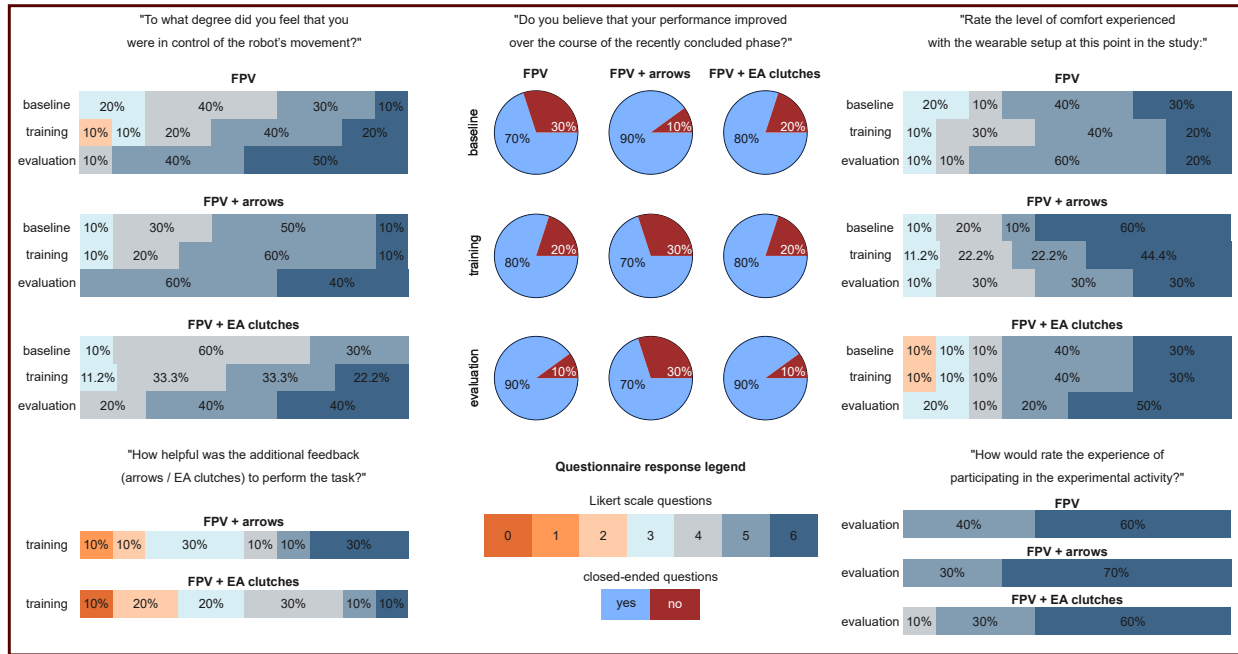 "To what degree did you feel that you
were in control of the robot's movement?"
FPV
baseline 20% 40% 30% 10%
training 10% 10% 20% 40% 20%
evaluation 10% 40% 50%
FPV + arrows
baseline 10% 30% 50% 10%
training 10% 20% 60% 10%
evaluation 60% 40%
FPV + EA clutches
baseline 10% 60% 30%
training 11.2% 33.3% 33.3% 22.2%
evaluation 20% 40% 40%
"Do you believe that your performance improved
over the course of the recently concluded phase?"
FPV FPV + arrows FPV + EA clutches
baseline 70% 30% 90% 10% 80% 20%
training 80% 20% 70% 30% 80% 20%
evaluation 90% 10% 70% 30% 90% 10%
"Rate the level of comfort experienced
with the wearable setup at this point in the study:"
FPV
baseline 20% 10% 40% 30%
training 10% 30% 40% 20%
evaluation 10% 10% 60% 20%
FPV + arrows
baseline 10% 20% 10% 60%
training 11.2% 22.2% 22.2% 44.4%
evaluation 10% 30% 30% 30%
FPV + EA clutches
baseline 10% 10% 10% 40% 30%
training 10% 10% 10% 40% 30%
evaluation 20% 10% 20% 50%
"How helpful was the additional feedback
(arrows / EA clutches) to perform the task?"
FPV + arrows
training 10% 10% 30% 10% 10% 30%
FPV + EA clutches
training 10% 20% 20% 30% 10% 10%
Questionnaire response legend
Likert scale questions
0 1 2 3 4 5 6
closed-ended questions
yes no
"How would rate the experience of
participating in the experimental activity?"
FPV
evaluation 40% 60%
FPV + arrows
evaluation 30% 70%
FPV + EA clutches
evaluation 10% 30% 60%